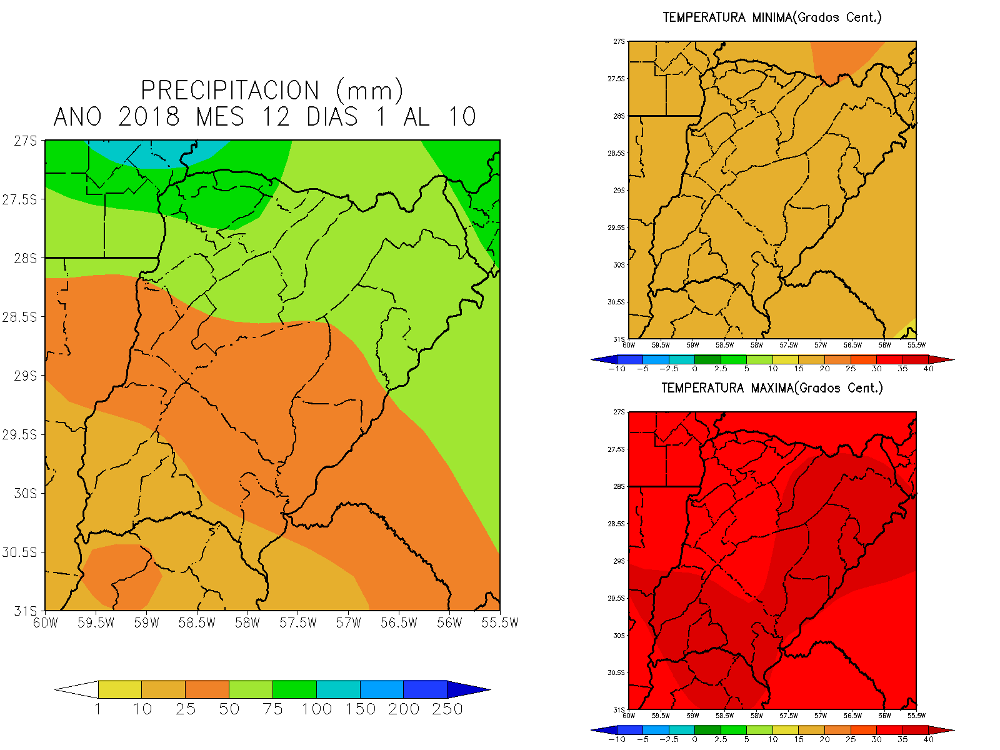 PRECIPITACION (mm)
ANO 2018 MES 12 DIAS 1 AL 10
27S
27.5S
28S
28.5S
29S
29.5S
30S
30.5S
31S
60W 59.5W 59W 58.5W 58W 57.5W 57W 56.5W 56W 55.5W
1 10 25 50 75 100 150 200 250
TEMPERATURA MINIMA(Grados Cent.)
27S
27.5S
28S
28.5S
29S
29.5S
30S
30.5S
31S
60W 59.5W 59W 58.5W 58W 57.5W 57W 56.5W 56W 55.5W
-10 -5 -2.5 0 2.5 5 10 15 20 25 30 35 40
TEMPERATURA MAXIMA(Grados Cent.)
27S
27.5S
28S
28.5S
29S
29.5S
30S
30.5S
31S
60W 59.5W 59W 58.5W 58W 57.5W 57W 56.5W 56W 55.5W
-10 -5 -2.5 0 2.5 5 10 15 20 25 30 35 40